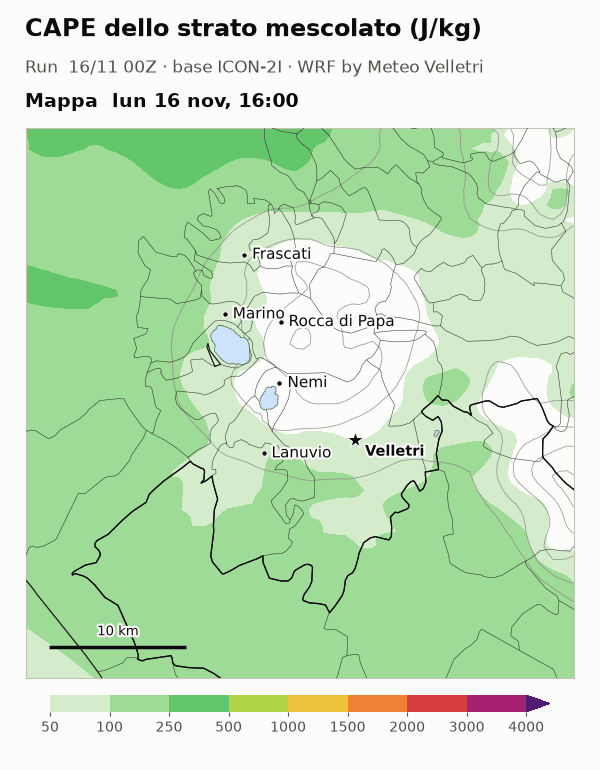 CAPE dello strato mescolato (J/kg)
Run  16/11 00Z · base ICON-2I · WRF by Meteo Velletri
Mappa  lun 16 nov, 16:00
Frascati
Marino
Rocca di Papa
Nemi
Velletri
Lanuvio
10 km
50 100 250 500 1000 1500 2000 3000 4000